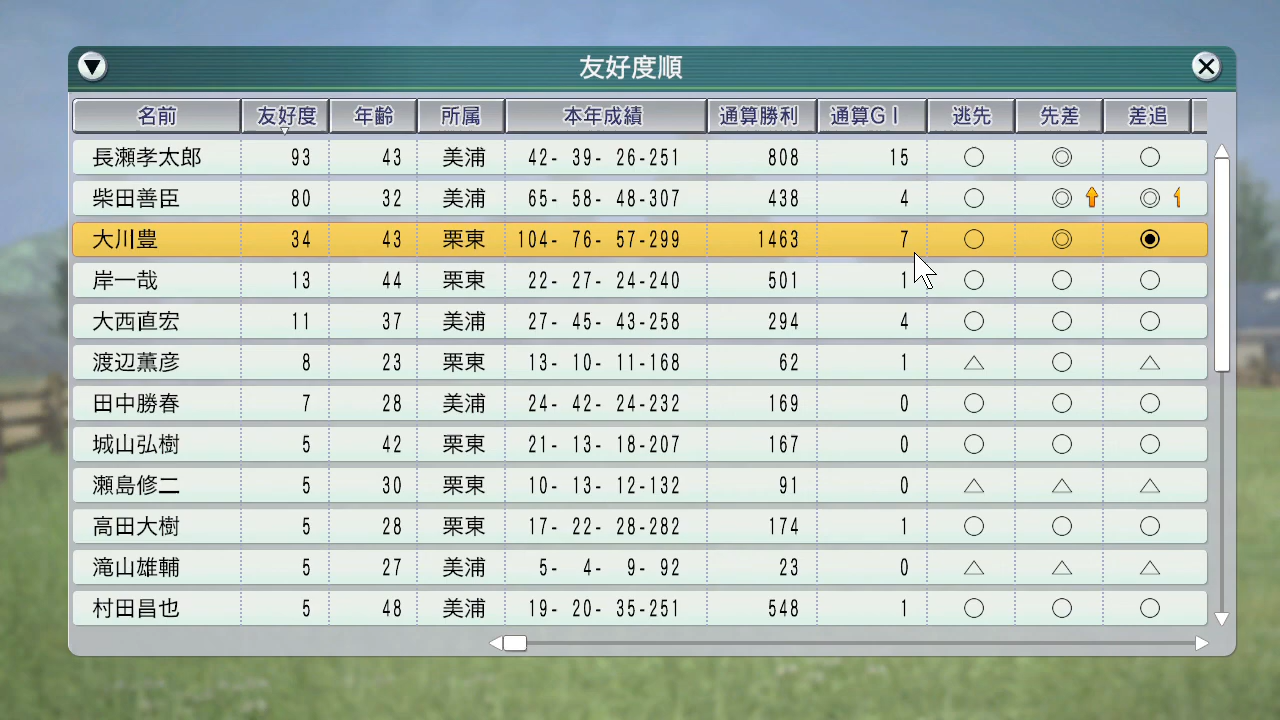 友好度順
名前 友好度 年齢 所属 本年成績 通算勝利 通算GⅠ 逃先 先差 差追
長瀬孝太郎 93 43 美浦 42- 39- 26-251 808 15 ○ ◎ ○
柴田善臣 80 32 美浦 65- 58- 48-307 438 4 ○ ◎ ◎
大川豊 34 43 栗東 104- 76- 57-299 1463 7 ○ ◎ ◉
岸一哉 13 44 栗東 22- 27- 24-240 501 1 ○ ○ ○
大西直宏 11 37 美浦 27- 45- 43-258 294 4 ○ ○ ○
渡辺薫彦 8 23 栗東 13- 10- 11-168 62 1 △ ○ △
田中勝春 7 28 美浦 24- 42- 24-232 169 0 ○ ○ ○
城山弘樹 5 42 栗東 21- 13- 18-207 167 0 ○ ○ ○
瀬島修二 5 30 栗東 10- 13- 12-132 91 0 △ △ △
高田大樹 5 28 栗東 17- 22- 28-282 174 1 ○ ○ ○
滝山雄輔 5 27 美浦 5- 4- 9- 92 23 0 △ △ △
村田昌也 5 48 美浦 19- 20- 35-251 548 1 ○ ○ ○